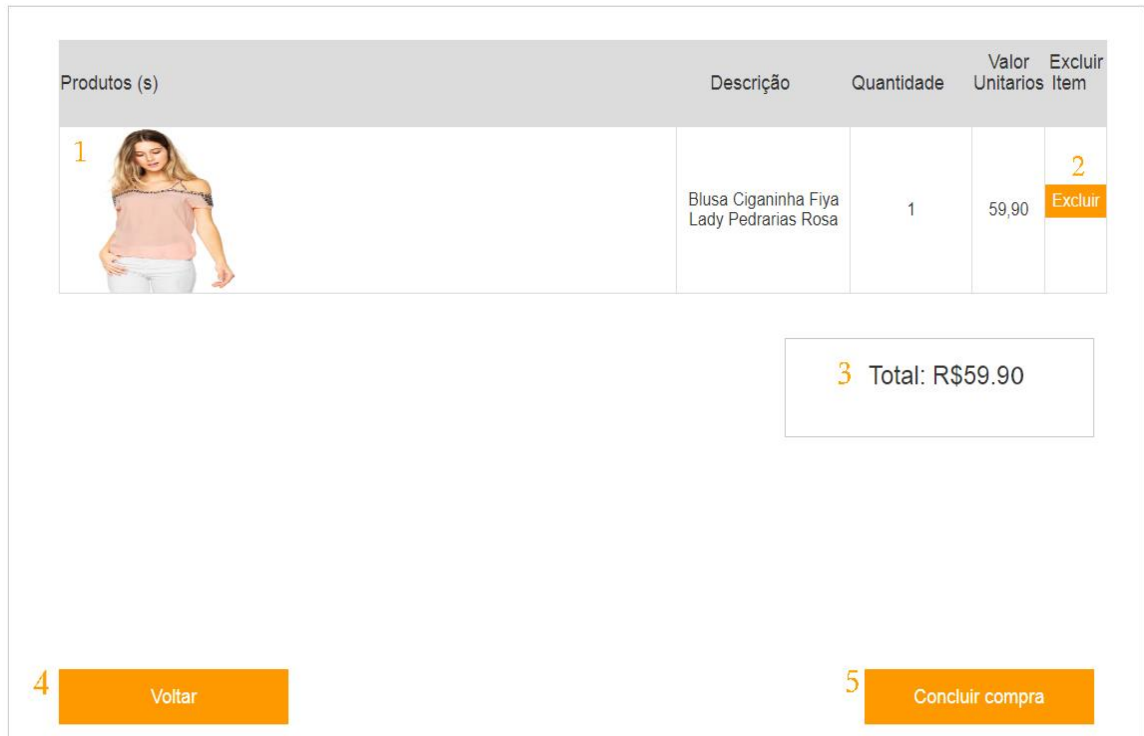 Produtos (s) Descrição Quantidade Valor Unitarios Excluir Item
1
2
Blusa Ciganinha Fiya
Lady Pedrarias Rosa
1
59,90
Excluir
3 Total: R$59.90
4 Voltar
5 Concluir compra